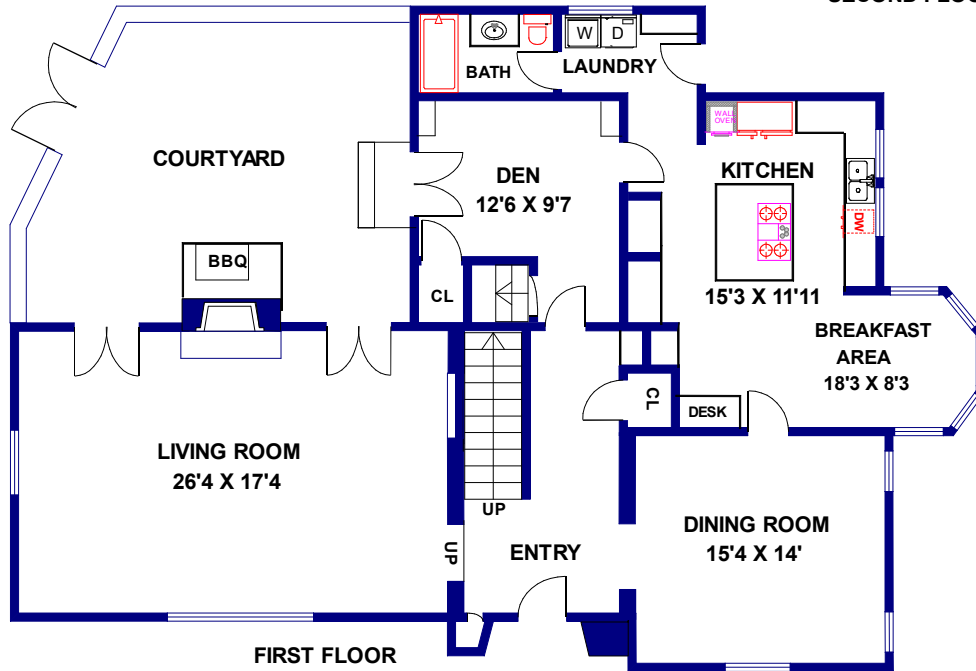 SECOND FLOO
W D
BATH
LAUNDRY
WALL
OVEN
COURTYARD
DEN
12'6 X 9'7
KITCHEN
DW
BBQ
CL
15'3 X 11'11
BREAKFAST
AREA
18'3 X 8'3
CL
DESK
LIVING ROOM
26'4 X 17'4
UP
DINING ROOM
15'4 X 14'
UP
ENTRY
FIRST FLOOR